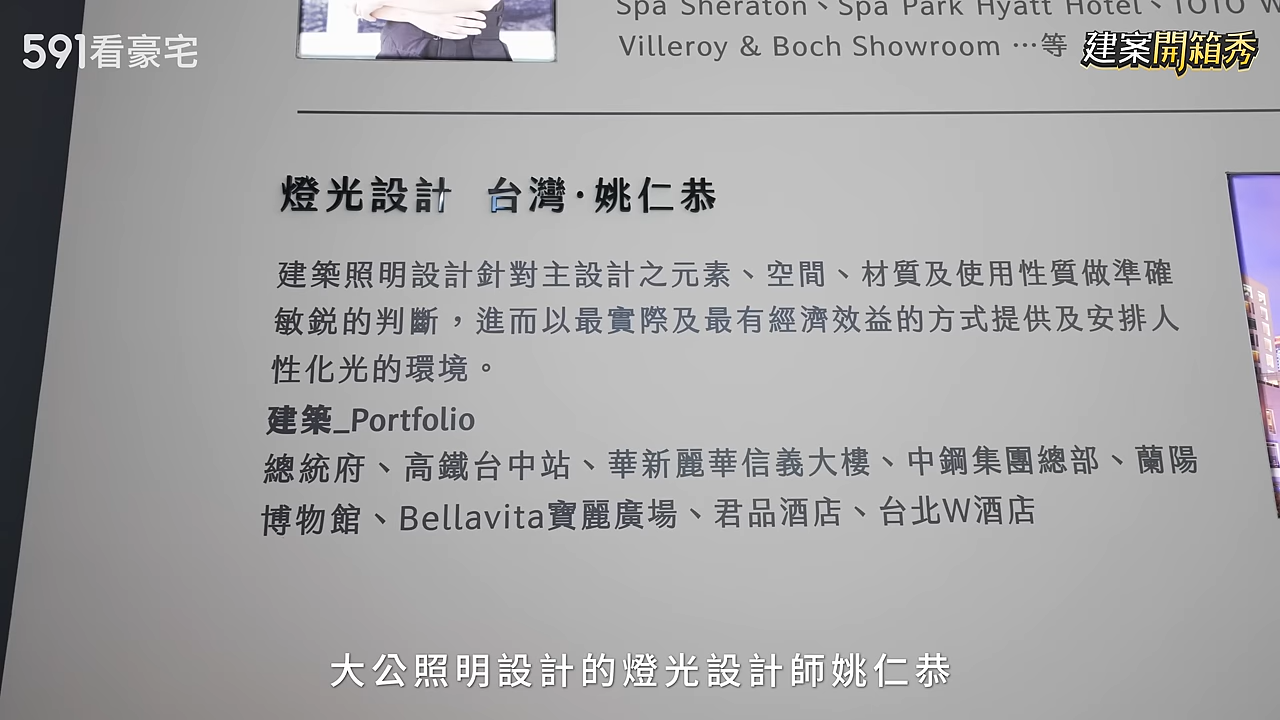 591看豪宅
建案開箱秀
Spa Sheraton、Spa Park Hyatt Hotel、TOTO W
Villeroy & Boch Showroom …等
燈光設計 台灣·姚仁恭
建築照明設計針對主設計之元素、空間、材質及使用性質做準確
敏銳的判斷，進而以最實際及最有經濟效益的方式提供及安排人
性化光的環境。
建築_Portfolio
總統府、高鐵台中站、華新麗華信義大樓、中鋼集團總部、蘭陽
博物館、Bellavita寶麗廣場、君品酒店、台北W酒店
大公照明設計的燈光設計師姚仁恭